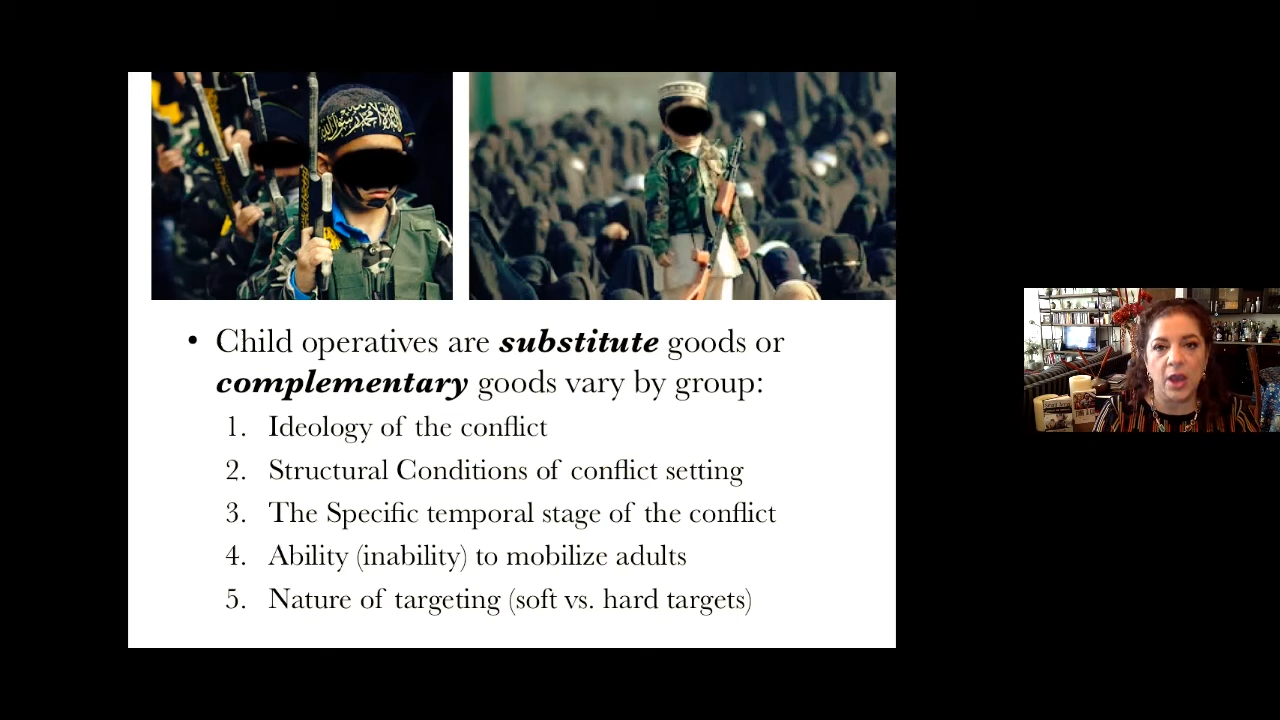 • Child operatives are substitute goods or
complementary goods vary by group:
1. Ideology of the conflict
2. Structural Conditions of conflict setting
3. The Specific temporal stage of the conflict
4. Ability (inability) to mobilize adults
5. Nature of targeting (soft vs. hard targets)